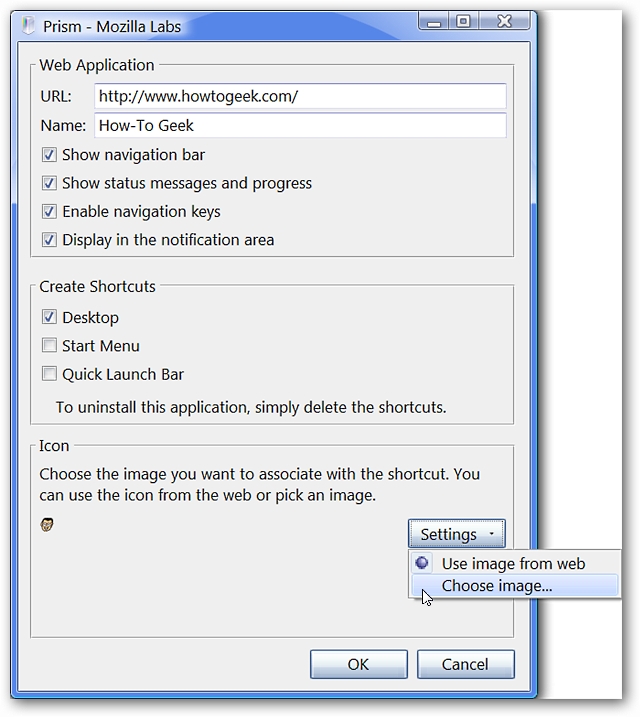 Prism - Mozilla Labs
Web Application
URL: http://www.howtogeek.com/
Name: How-To Geek
Show navigation bar
Show status messages and progress
Enable navigation keys
Display in the notification area
Create Shortcuts
Desktop
Start Menu
Quick Launch Bar
To uninstall this application, simply delete the shortcuts.
Icon
Choose the image you want to associate with the shortcut. You
can use the icon from the web or pick an image.
Settings
Use image from web
Choose image...
OK Cancel